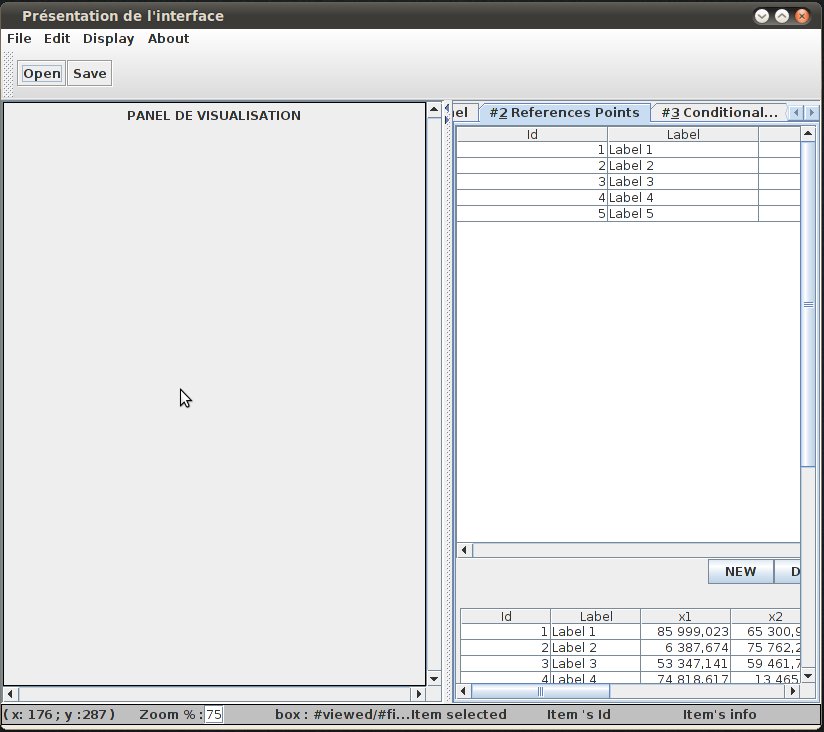 Présentation de l'interface
File Edit Display About
Open Save
PANEL DE VISUALISATION
el #2 References Points #3 Conditional...
Id Label
1 Label 1
2 Label 2
3 Label 3
4 Label 4
5 Label 5
NEW D
Id Label x1 x2
1 Label 1 85 999,023 65 300,9
2 Label 2 6 387,674 75 762,2
3 Label 3 53 347,141 59 461,7
4 Label 4 74 818,617 13 465
( x: 176 ; y :287 ) Zoom % : 75 box : #viewed/#fi... Item selected Item 's Id Item's info